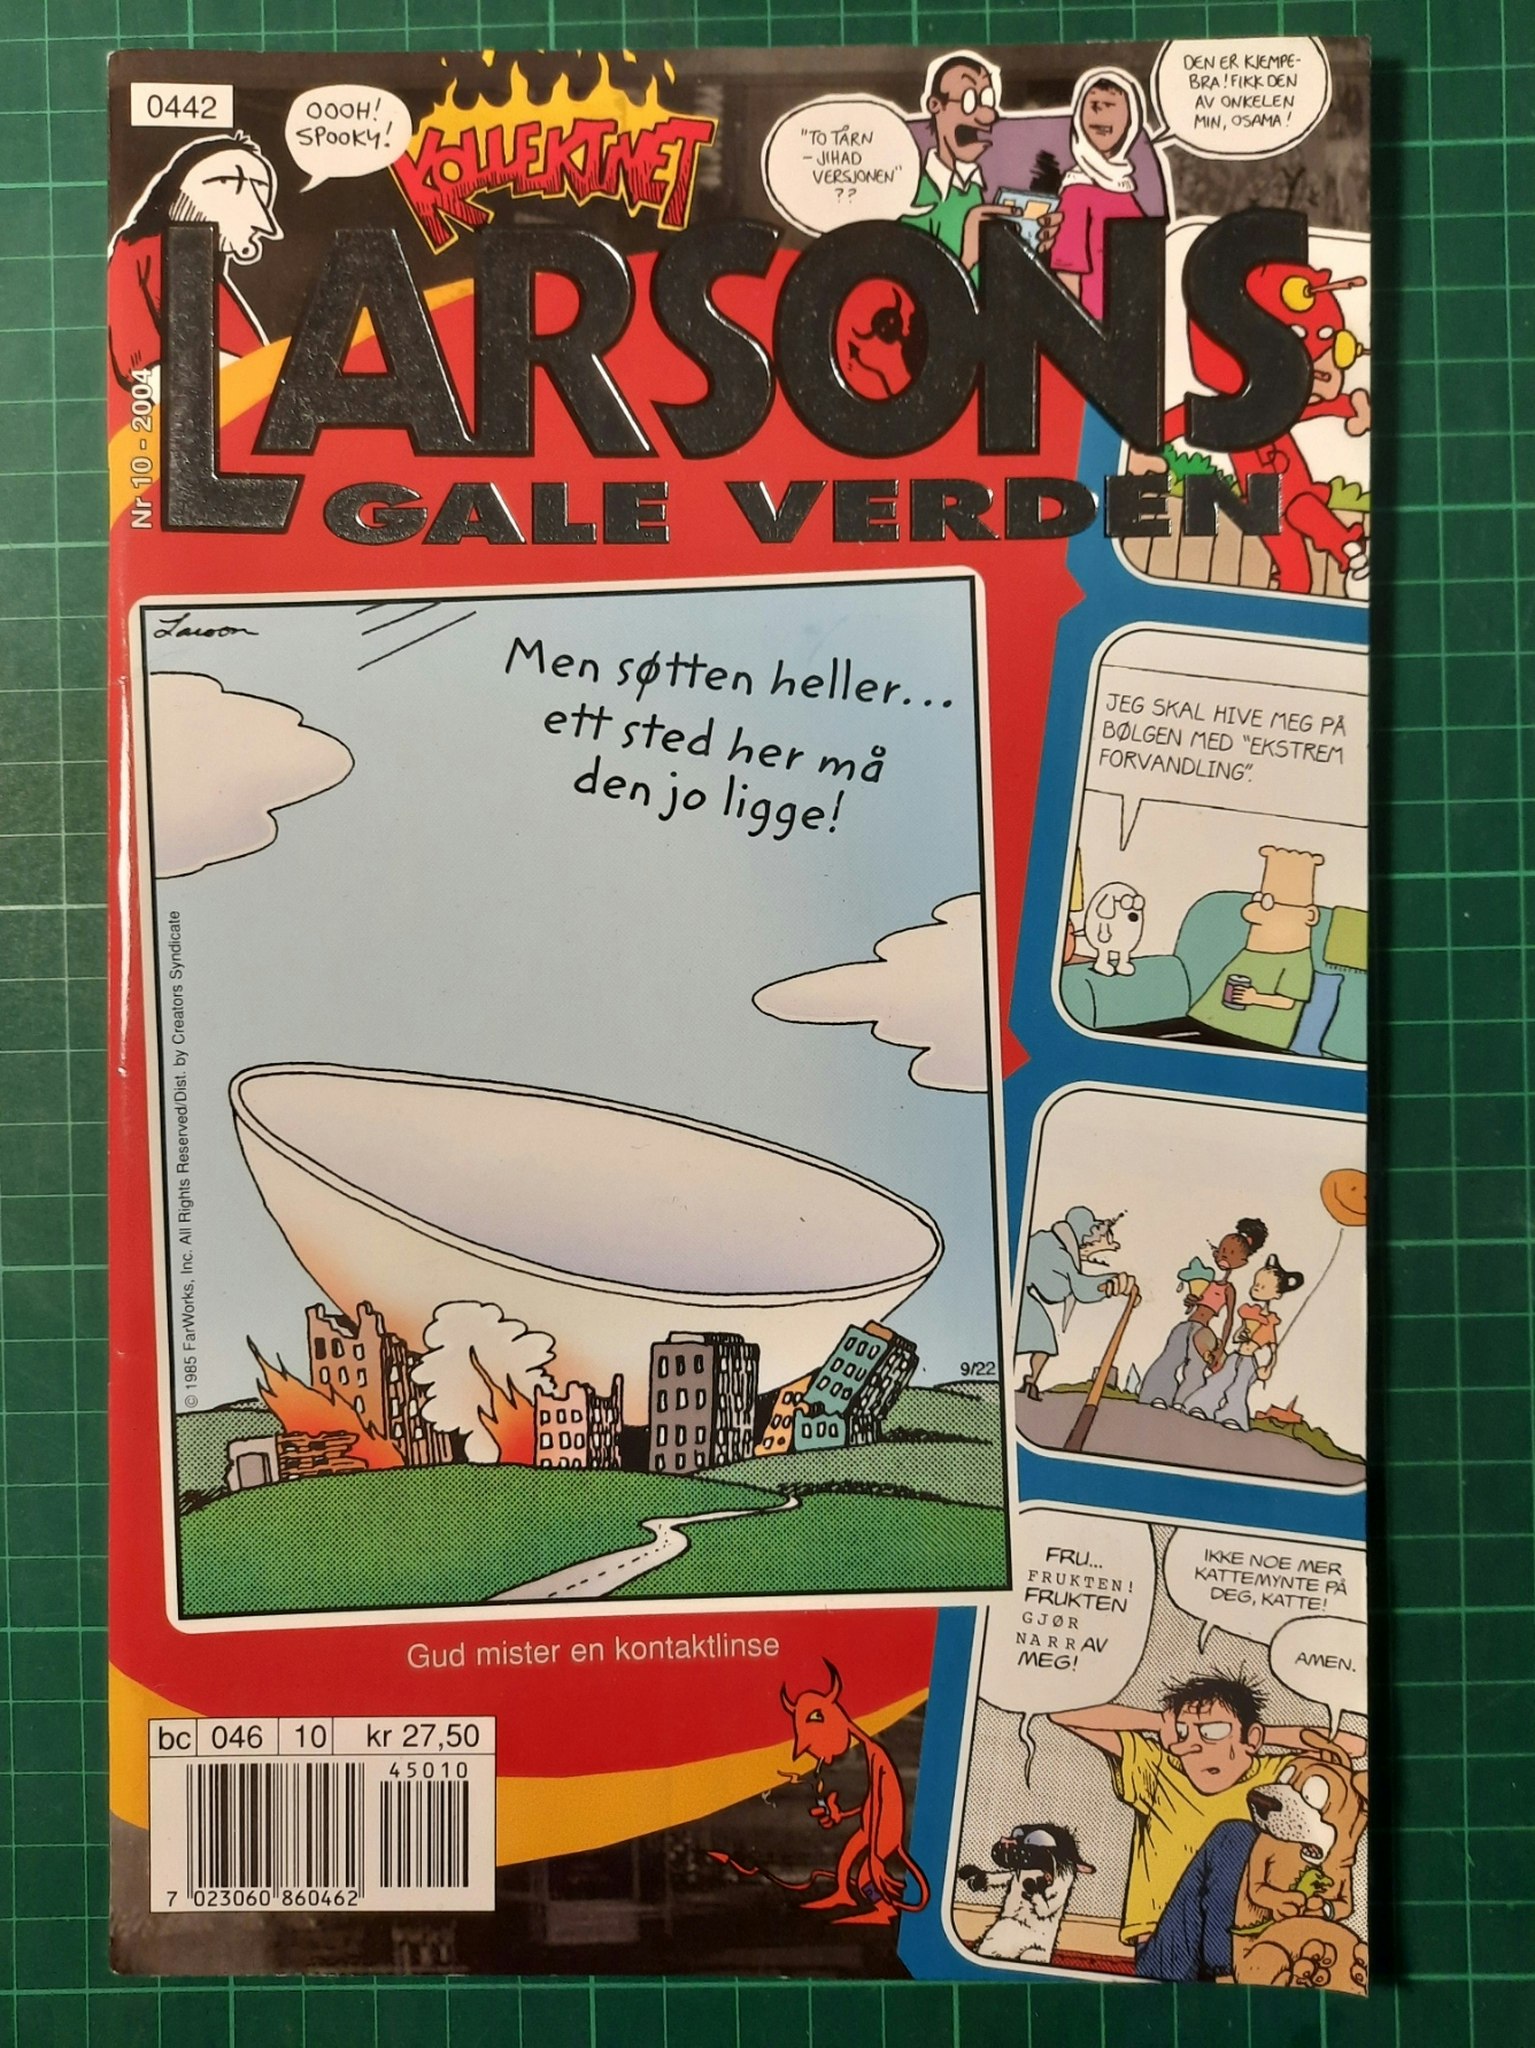 0442
OOOH!
SPOOKY!
KOLLEKTIVET
"TO TÅRN
- JIHAD
VERSJONEN"
??
DEN ER KJEMPE-
BRA! FIKK DEN
AV ONKELEN
MIN, OSAMA!
LARSONS
GALE VERDEN
Nr 10 - 2004
Larson
Men søtten heller...
ett sted her må
den jo ligge!
© 1985 FarWorks, Inc. All Rights Reserved/Dist. by Creators Syndicate
9/22
Gud mister en kontaktlinse
JEG SKAL HIVE MEG PÅ
BØLGEN MED "EKSTREM
FORVANDLING".
FRU...
FRUKTEN!
FRUKTEN
GJØR
NARR AV
MEG!
IKKE NOE MER
KATTEMYNTE PÅ
DEG, KATTE!
AMEN.
bc 046 10 kr 27,50
45010
7 023060 860462